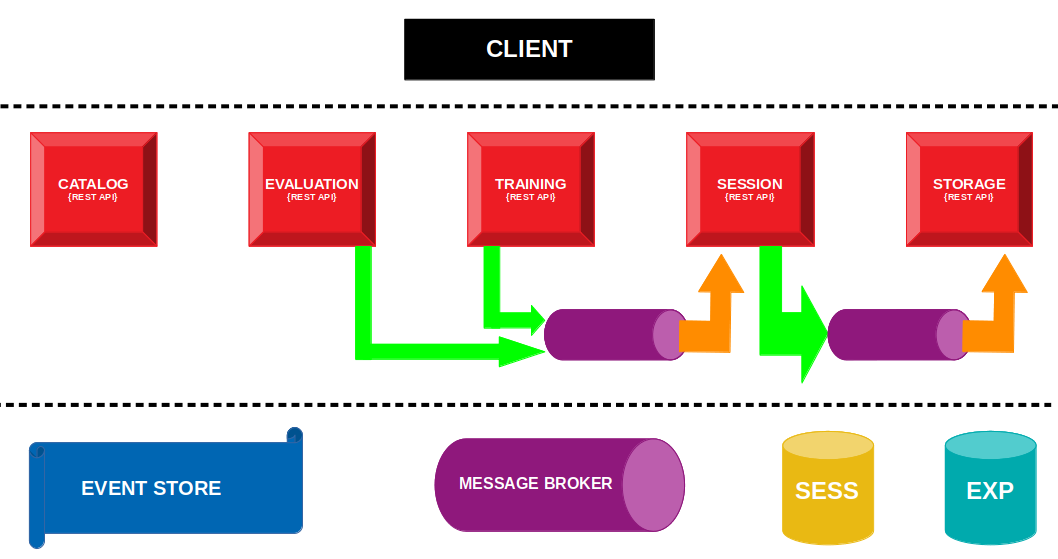 CLIENT
CATALOG
{REST API}
EVALUATION
{REST API}
TRAINING
{REST API}
SESSION
{REST API}
STORAGE
{REST API}
EVENT STORE
MESSAGE BROKER
SESS
EXP